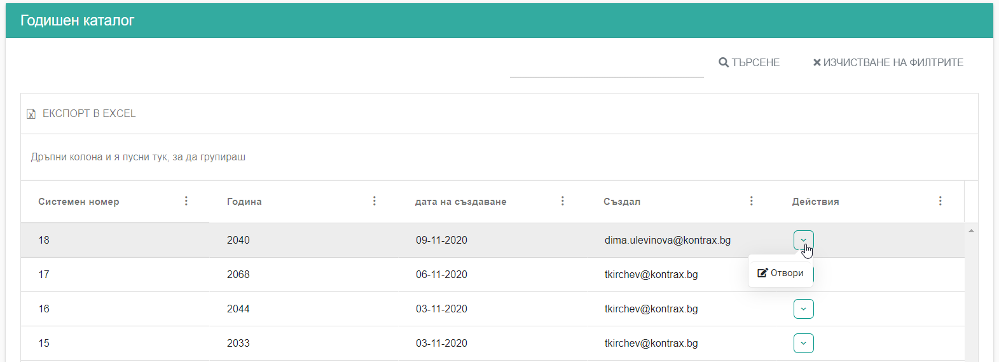 Годишен каталог
ТЪРСЕНЕ ИЗЧИСТВАНЕ НА ФИЛТРИТЕ
ЕКСПОРТ В EXCEL
Дръпни колона и я пусни тук, за да групираш
Системен номер Година дата на създаване Създал Действия
18 2040 09-11-2020 dima.ulevinova@kontrax.bg
17 2068 06-11-2020 tkirchev@kontrax.bg Отвори
16 2044 03-11-2020 tkirchev@kontrax.bg
15 2033 03-11-2020 tkirchev@kontrax.bg